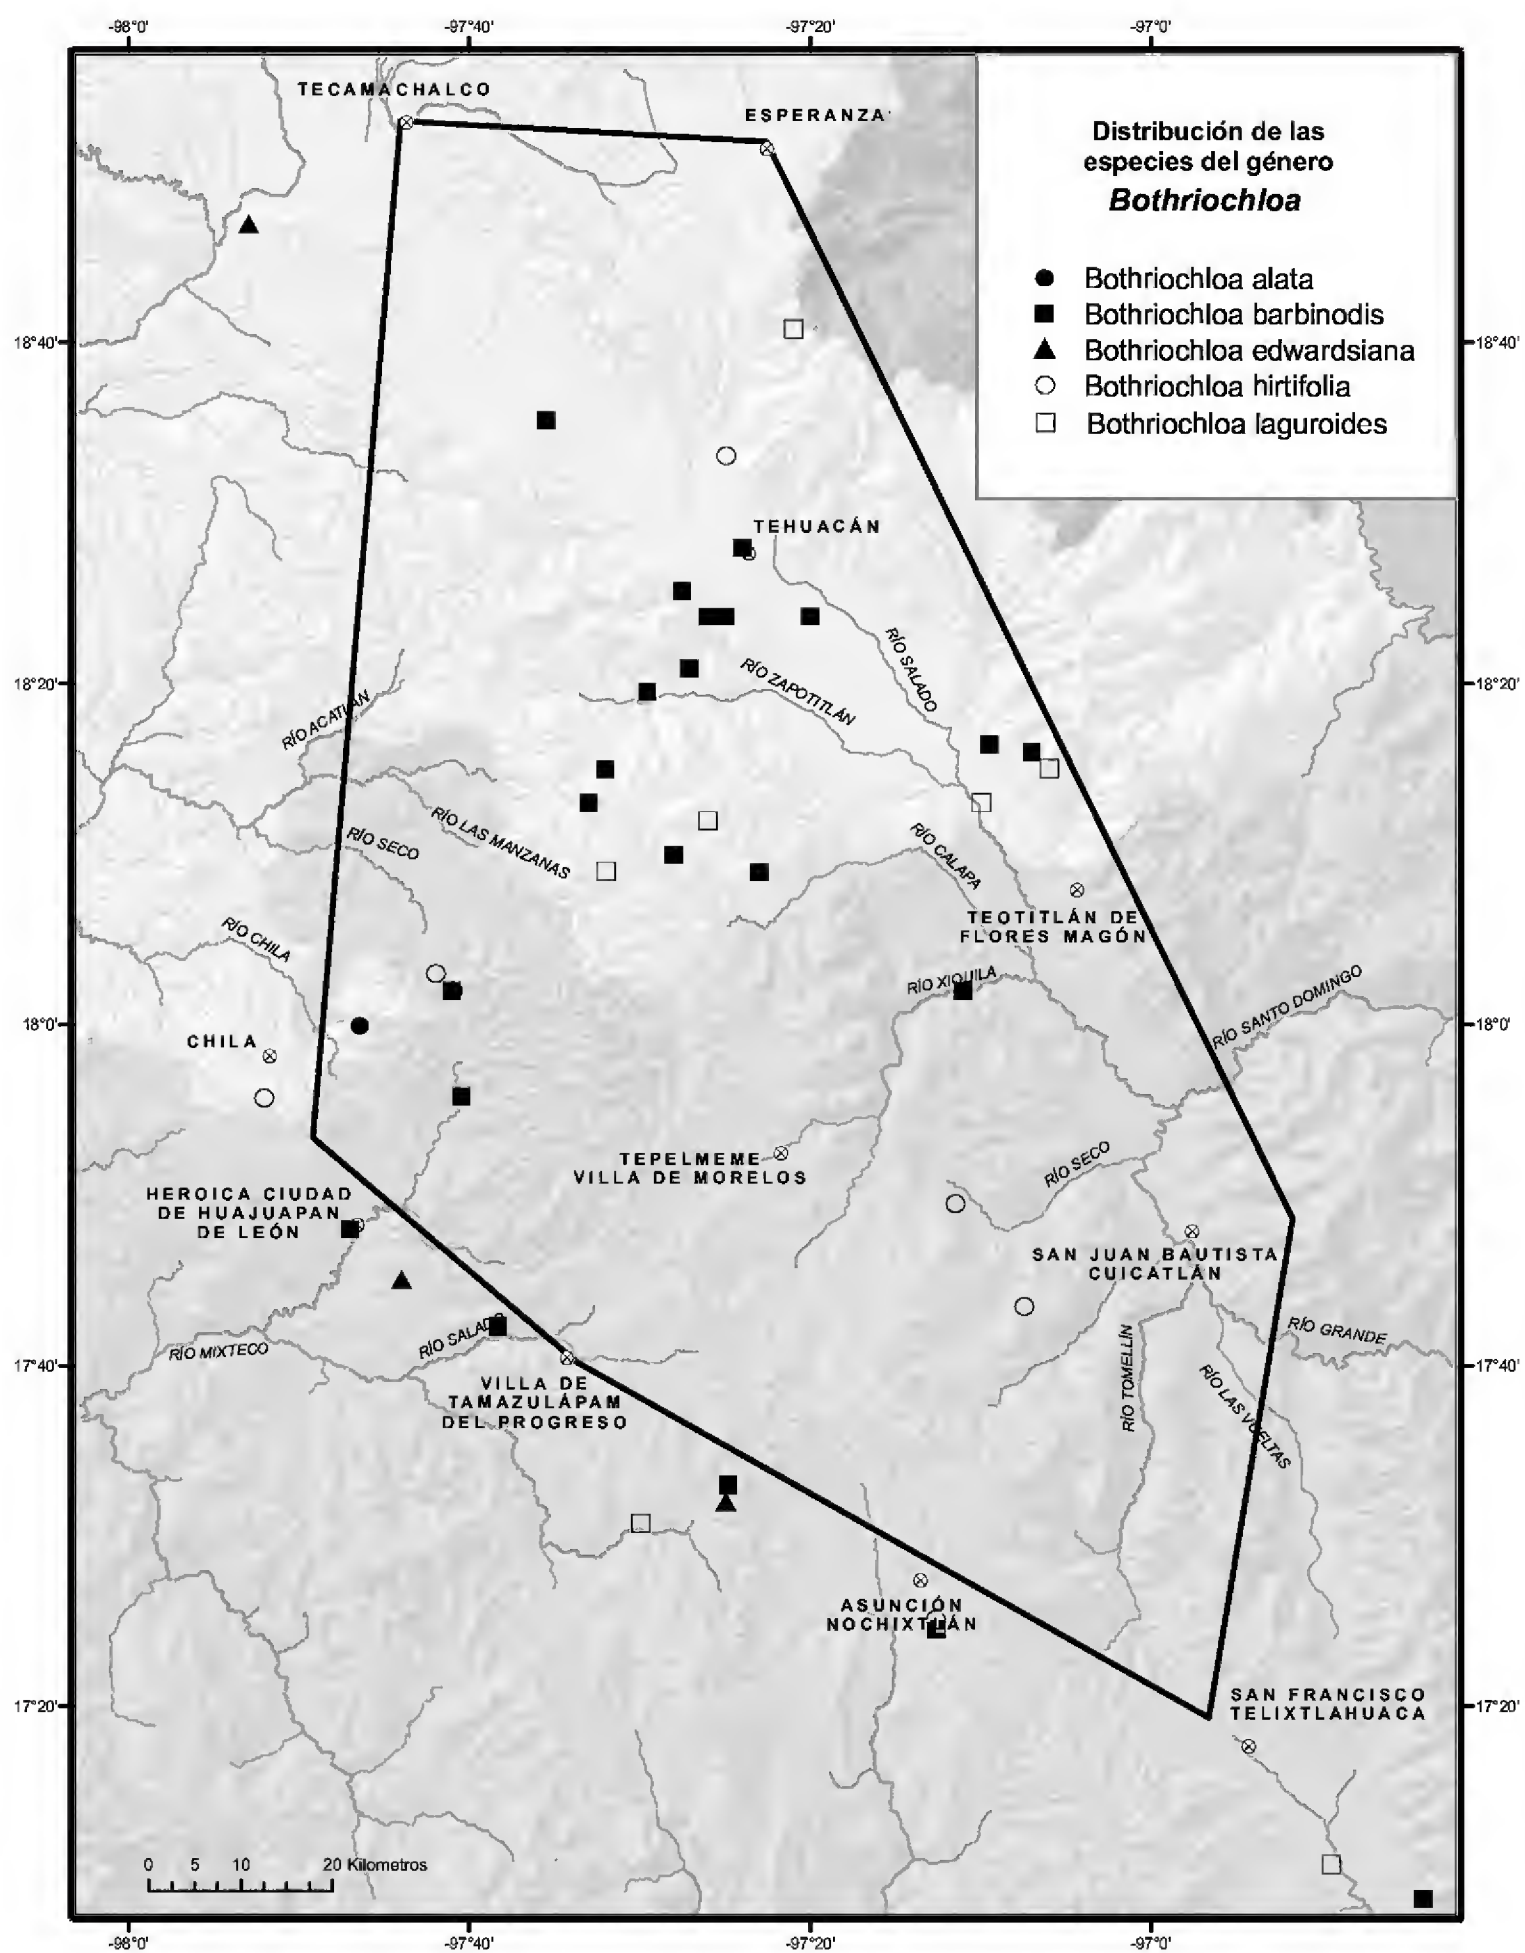 -98°0'
-97°40'
-97°20'
-97°0'
TECAMACHALCO
ESPERANZA
Distribución de las
especies del género
Bothriochloa
Bothriochloa alata
Bothriochloa barbinodis
Bothriochloa edwardsiana
Bothriochloa hirtifolia
Bothriochloa laguroides
18°40'
18°40'
TEHUACÁN
RÍO SALADO
18°20'
18°20'
RÍO ZAPOTITLÁN
RÍO ACATLÁN
RÍO LAS MANZANAS
RÍO SECO
RÍO CALAPA
TEOTITLÁN DE
FLORES MAGÓN
RÍO CHILA
RÍO XIQUILA
RÍO SANTO DOMINGO
18°0'
18°0'
CHILA
TEPELMEME
VILLA DE MORELOS
RÍO SECO
HEROICA CIUDAD
DE HUAJUAPAN
DE LEÓN
SAN JUAN BAUTISTA
CUICATLÁN
RÍO SALADO
RÍO MIXTECO
RÍO GRANDE
17°40'
17°40'
RÍO TOMELLÍN
RÍO LAS VUELTAS
VILLA DE
TAMAZULÁPAM
DEL PROGRESO
ASUNCIÓN
NOCHIXTLÁN
17°20'
17°20'
SAN FRANCISCO
TELIXTLAHUACA
0 5 10 20 Kilometros
-98°0'
-97°40'
-97°20'
-97°0'